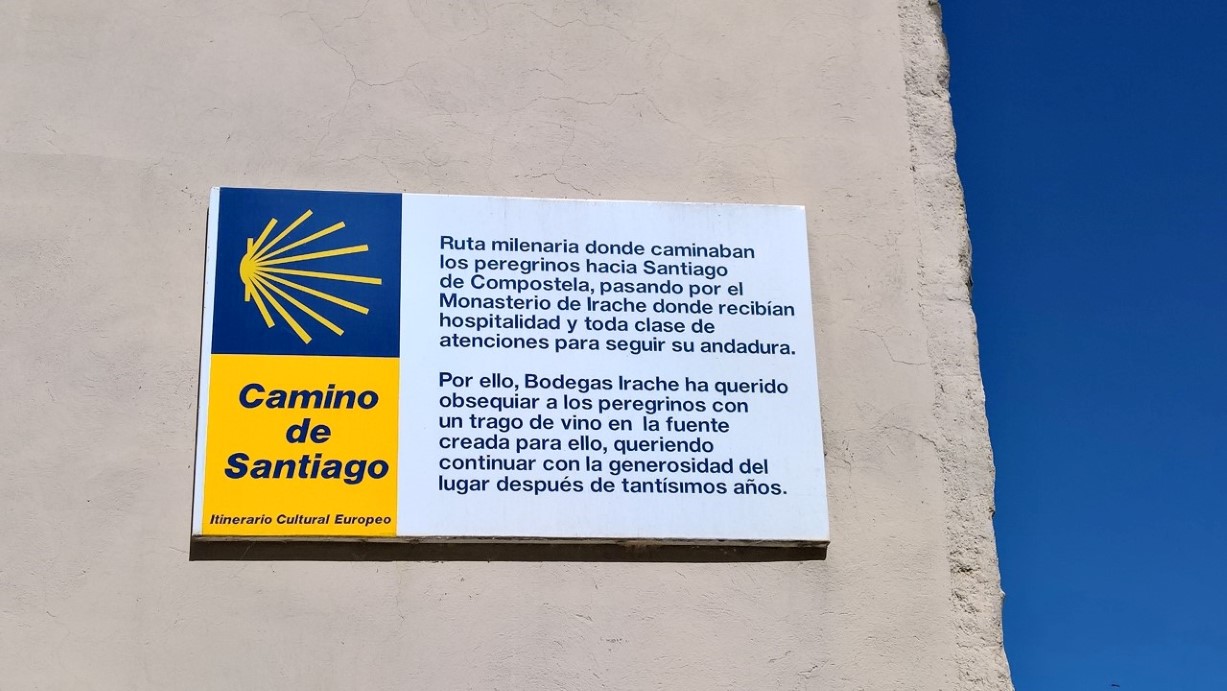 Camino
de
Santiago
Itinerario Cultural Europeo
Ruta milenaria donde caminaban
los peregrinos hacia Santiago
de Compostela, pasando por el
Monasterio de Irache donde recibían
hospitalidad y toda clase de
atenciones para seguir su andadura.
Por ello, Bodegas Irache ha querido
obsequiar a los peregrinos con
un trago de vino en la fuente
creada para ello, queriendo
continuar con la generosidad del
lugar después de tantísimos años.